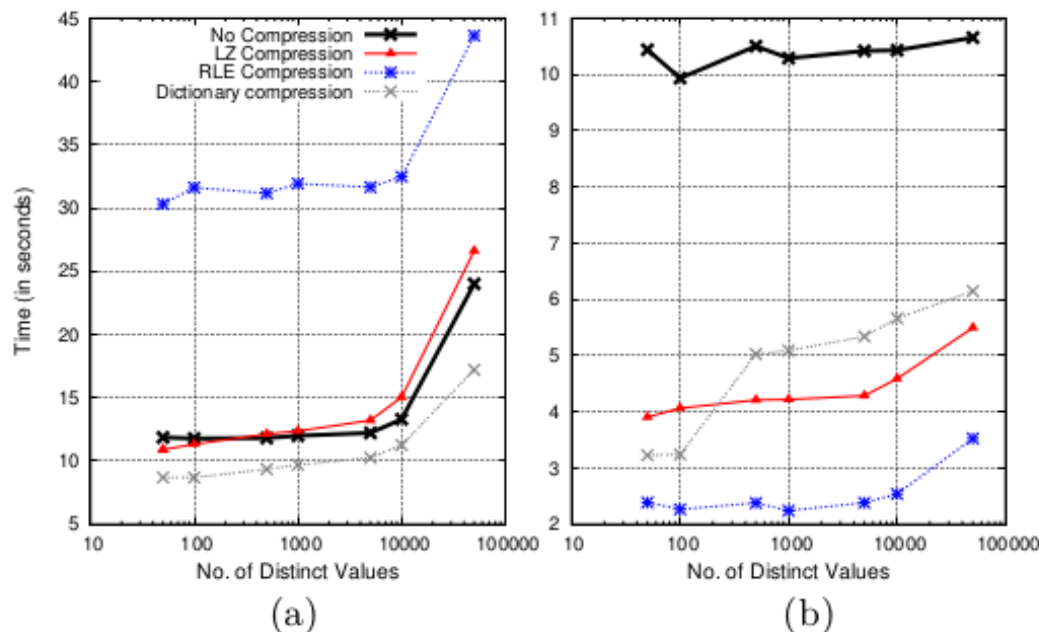 No Compression
LZ Compression
RLE Compression
Dictionary compression
45
40
35
30
25
20
15
10
5
10 100 1000 10000 100000
No. of Distinct Values
Time (in seconds)
(a)
11
10
9
8
7
6
5
4
3
2
10 100 1000 10000 100000
No. of Distinct Values
(b)